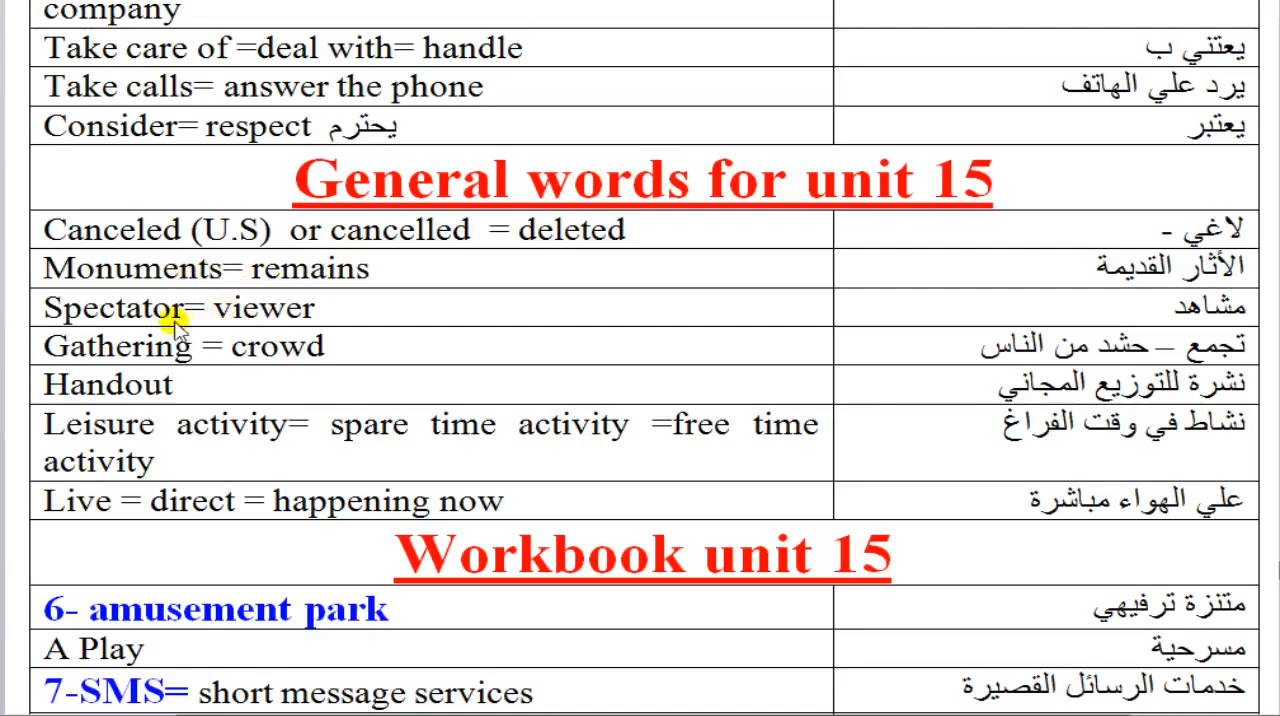 company
Take care of =deal with= handle يعتني ب
Take calls= answer the phone يرد علي الهاتف
Consider= respect يحترم يعتبر
General words for unit 15
Canceled (U.S) or cancelled = deleted لاغي -
Monuments= remains الأثار القديمة
Spectator= viewer مشاهد
Gathering = crowd تجمع – حشد من الناس
Handout نشرة للتوزيع المجاني
Leisure activity= spare time activity =free time نشاط في وقت الفراغ
activity
Live = direct = happening now علي الهواء مباشرة
Workbook unit 15
6- amusement park متنزة ترفيهي
A Play مسرحية
7-SMS= short message services خدمات الرسائل القصيرة